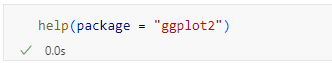 help(package = "ggplot2")
0.0s